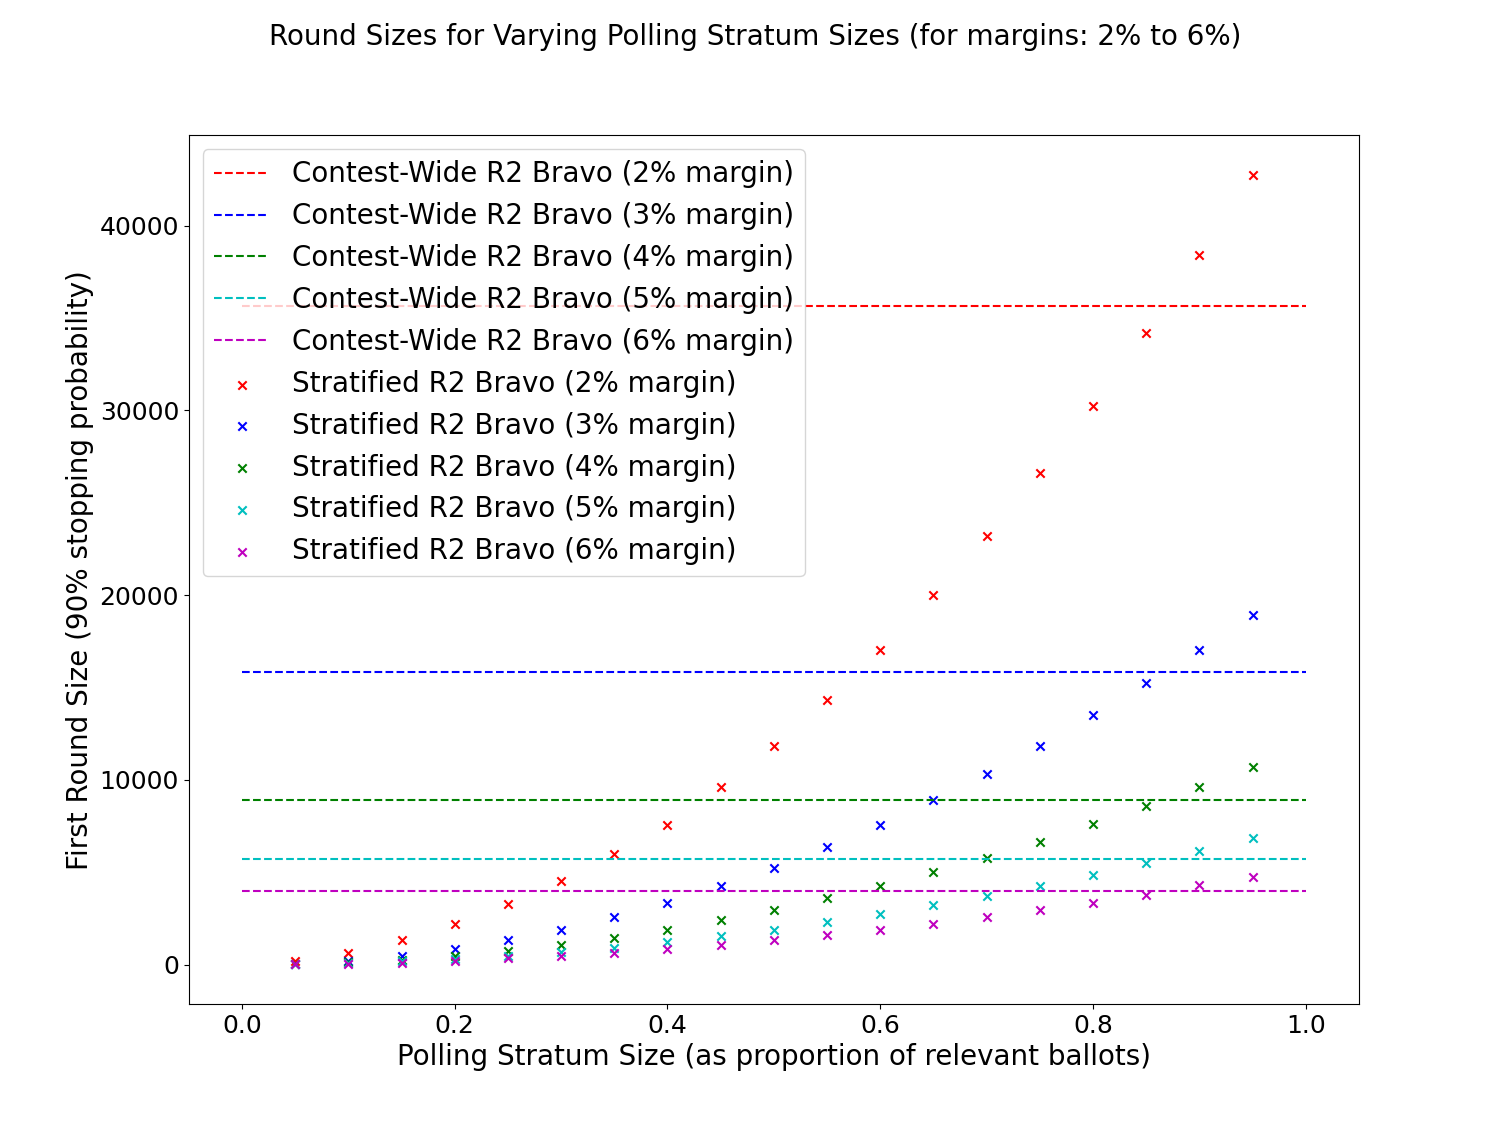 Round Sizes for Varying Polling Stratum Sizes (for margins: 2% to 6%)
Contest-Wide R2 Bravo (2% margin)
Contest-Wide R2 Bravo (3% margin)
Contest-Wide R2 Bravo (4% margin)
Contest-Wide R2 Bravo (5% margin)
Contest-Wide R2 Bravo (6% margin)
Stratified R2 Bravo (2% margin)
Stratified R2 Bravo (3% margin)
Stratified R2 Bravo (4% margin)
Stratified R2 Bravo (5% margin)
Stratified R2 Bravo (6% margin)
First Round Size (90% stopping probability)
40000
30000
20000
10000
0
0.0 0.2 0.4 0.6 0.8 1.0
Polling Stratum Size (as proportion of relevant ballots)